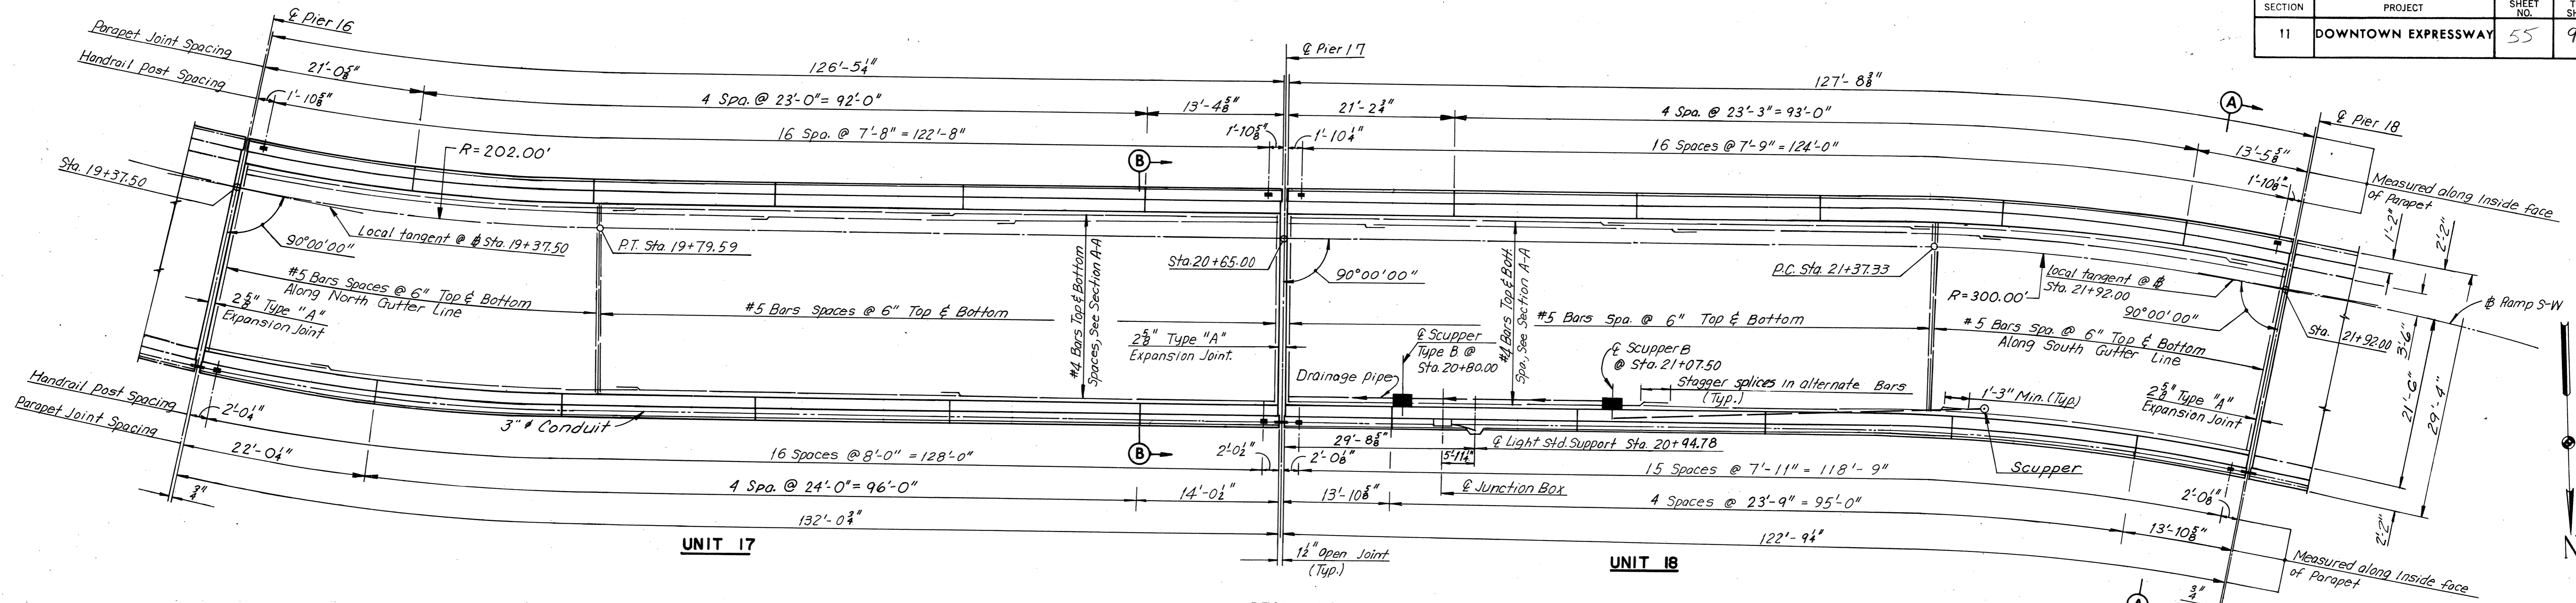 SECTION
PROJECT
SHEET
NO.
11
DOWNTOWN EXPRESSWAY
55
℄ Pier 16
Parapet Joint Spacing
Handrail Post Spacing
21'-0⅝"
1'-10⅝"
126'-5¼"
4 Spa. @ 23'-0" = 92'-0"
13'-4⅝"
16 Spa. @ 7'-8" = 122'-8"
1'-10⅝"
℄ Pier 17
127'-8⅜"
21'-2¾"
4 Spa. @ 23'-3" = 93'-0"
1'-10¼"
16 Spaces @ 7'-9" = 124'-0"
A
℄ Pier 18
13'-5⅝"
1'-10⅛"
Measured along Inside face
of Parapet
1'-2"
2'-2"
B
R=202.00'
Sta. 19+37.50
90°00'00"
Local tangent @ ⅊ Sta. 19+37.50
P.T. Sta. 19+79.59
#5 Bars Spaces @ 6" Top & Bottom
Along North Gutter Line
2⅝" Type "A"
Expansion Joint
#5 Bars Spaces @ 6" Top & Bottom
#4 Bars Top & Bottom
Spaces, See Section A-A
Sta. 20+65.00
90°00'00"
2⅝" Type "A"
Expansion Joint.
#4 Bars Top & Bott.
Spa., See Section A-A
#5 Bars Spa. @ 6" Top & Bottom
P.C. Sta. 21+37.33
R=300.00'
Local tangent @ ⅊
Sta. 21+92.00
90°00'00"
#5 Bars Spa. @ 6" Top & Bottom
Along South Gutter Line
Sta. 21+92.00
⅊ Ramp S-W
3'-6"
21'-6"
29'-4"
2'-2"
2⅝" Type "A"
Expansion Joint
℄ Scupper
Type B @
Sta. 20+80.00
℄ Scupper B
@ Sta. 21+07.50
Drainage pipe
Stagger splices in alternate Bars
(Typ.)
1'-3" Min. (Typ.)
Scupper
Handrail Post Spacing
Parapet Joint Spacing
2'-0¼"
22'-0¼"
¾"
3" ⌀ Conduit
16 Spaces @ 8'-0" = 128'-0"
4 Spa. @ 24'-0" = 96'-0"
132'-0¾"
B
2'-0½"
14'-0½"
2'-0⅛"
29'-8⅝"
5'-11¼"
℄ Light Std. Support Sta. 20+94.78
15 Spaces @ 7'-11" = 118'-9"
13'-10⅝"
℄ Junction Box
4 Spaces @ 23'-9" = 95'-0"
2'-0⅛"
13'-10⅝"
122'-9¼"
1½" Open Joint
(Typ.)
UNIT 17
UNIT 18
Measured along Inside face
of Parapet
¾"
A
N